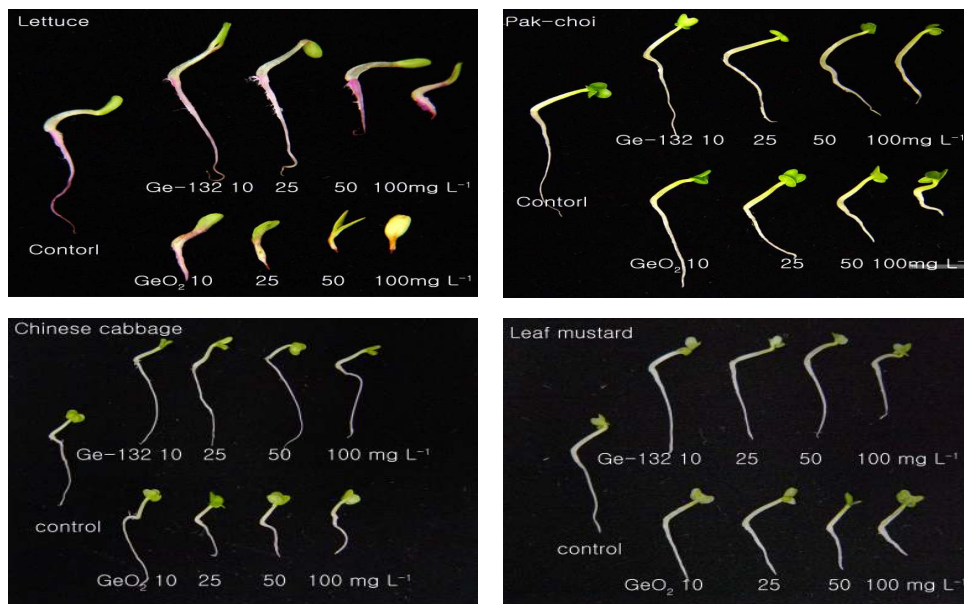 Lettuce
Ge-132 10 25 50 100mg L⁻¹
Contorl
GeO₂ 10 25 50 100mg L⁻¹
Pak-choi
Ge-132 10 25 50 100mg L⁻¹
Contorl
GeO₂ 10 25 50 100mg L⁻¹
Chinese cabbage
Ge-132 10 25 50 100 mg L⁻¹
control
GeO₂ 10 25 50 100 mg L⁻¹
Leaf mustard
Ge-132 10 25 50 100 mg L⁻¹
control
GeO₂ 10 25 50 100 mg L⁻¹